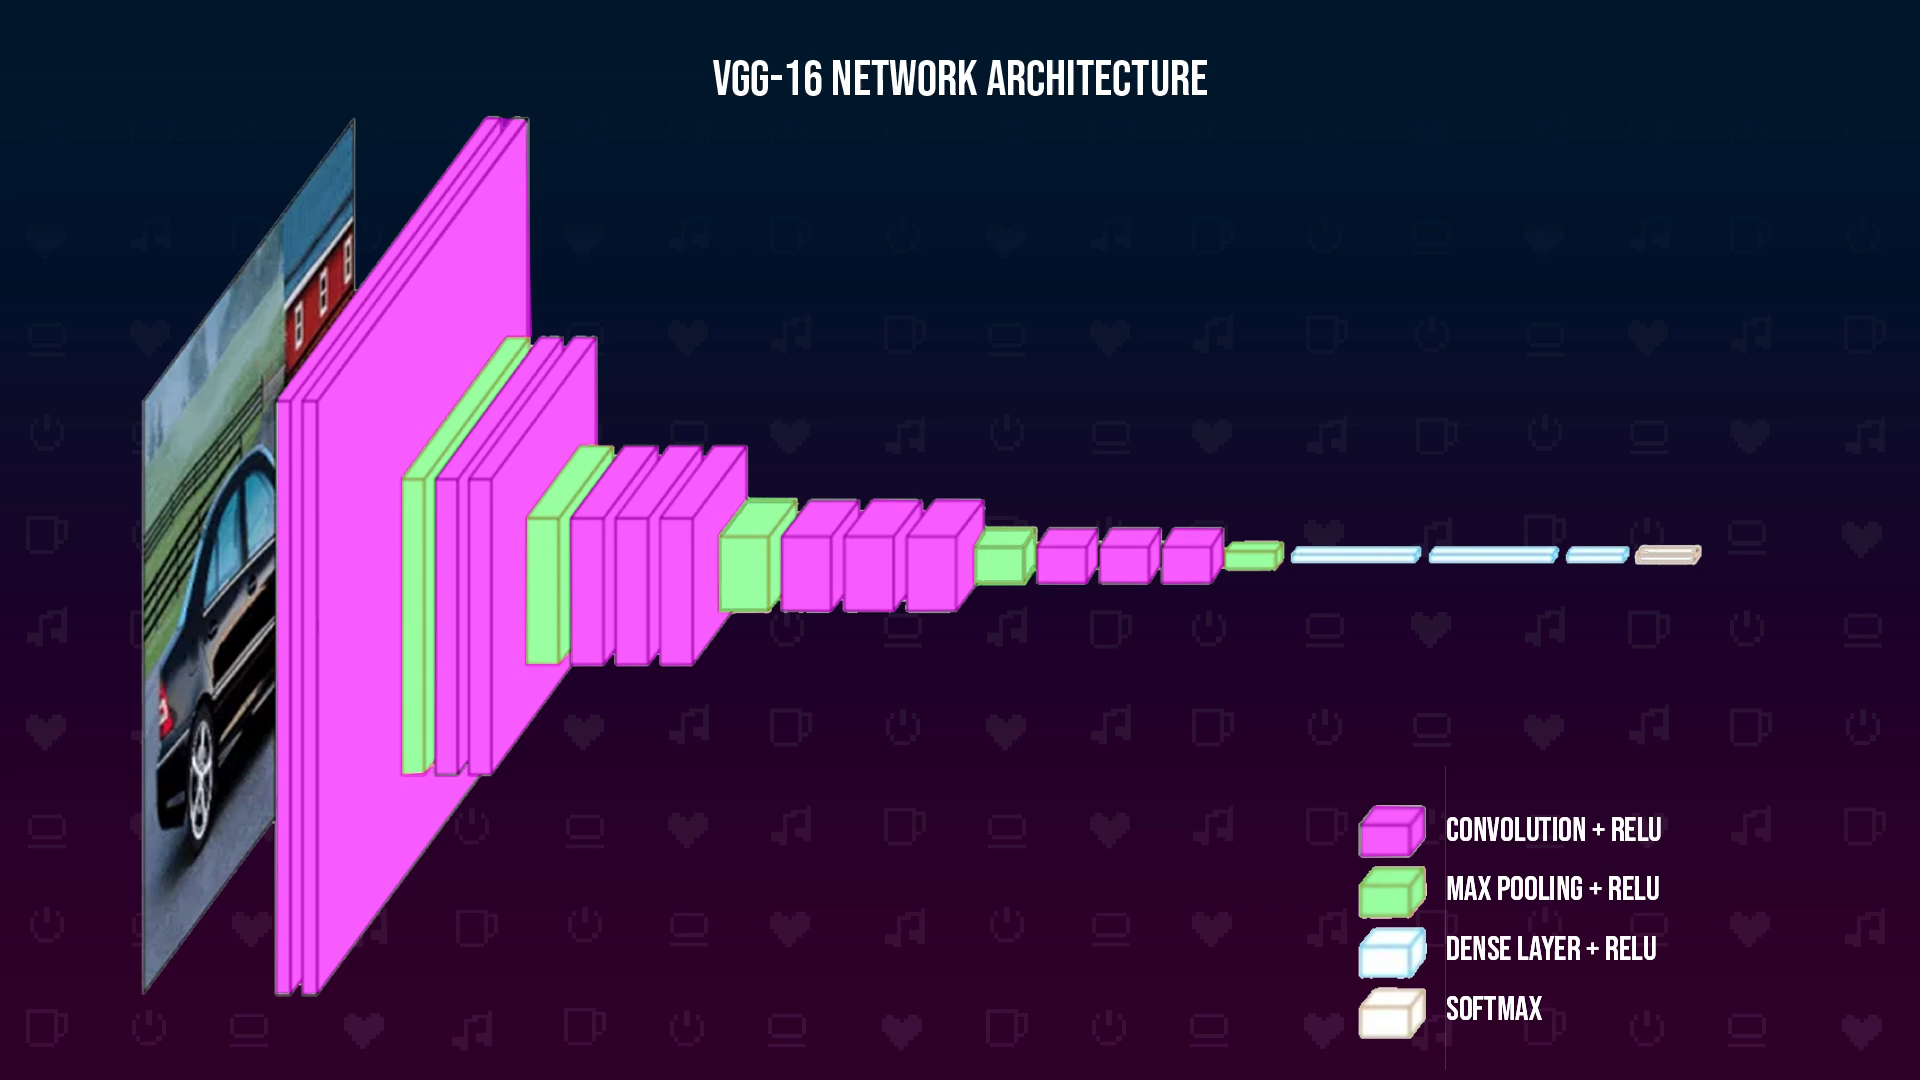 VGG-16 NETWORK ARCHITECTURE
CONVOLUTION + RELU
MAX POOLING + RELU
DENSE LAYER + RELU
SOFTMAX